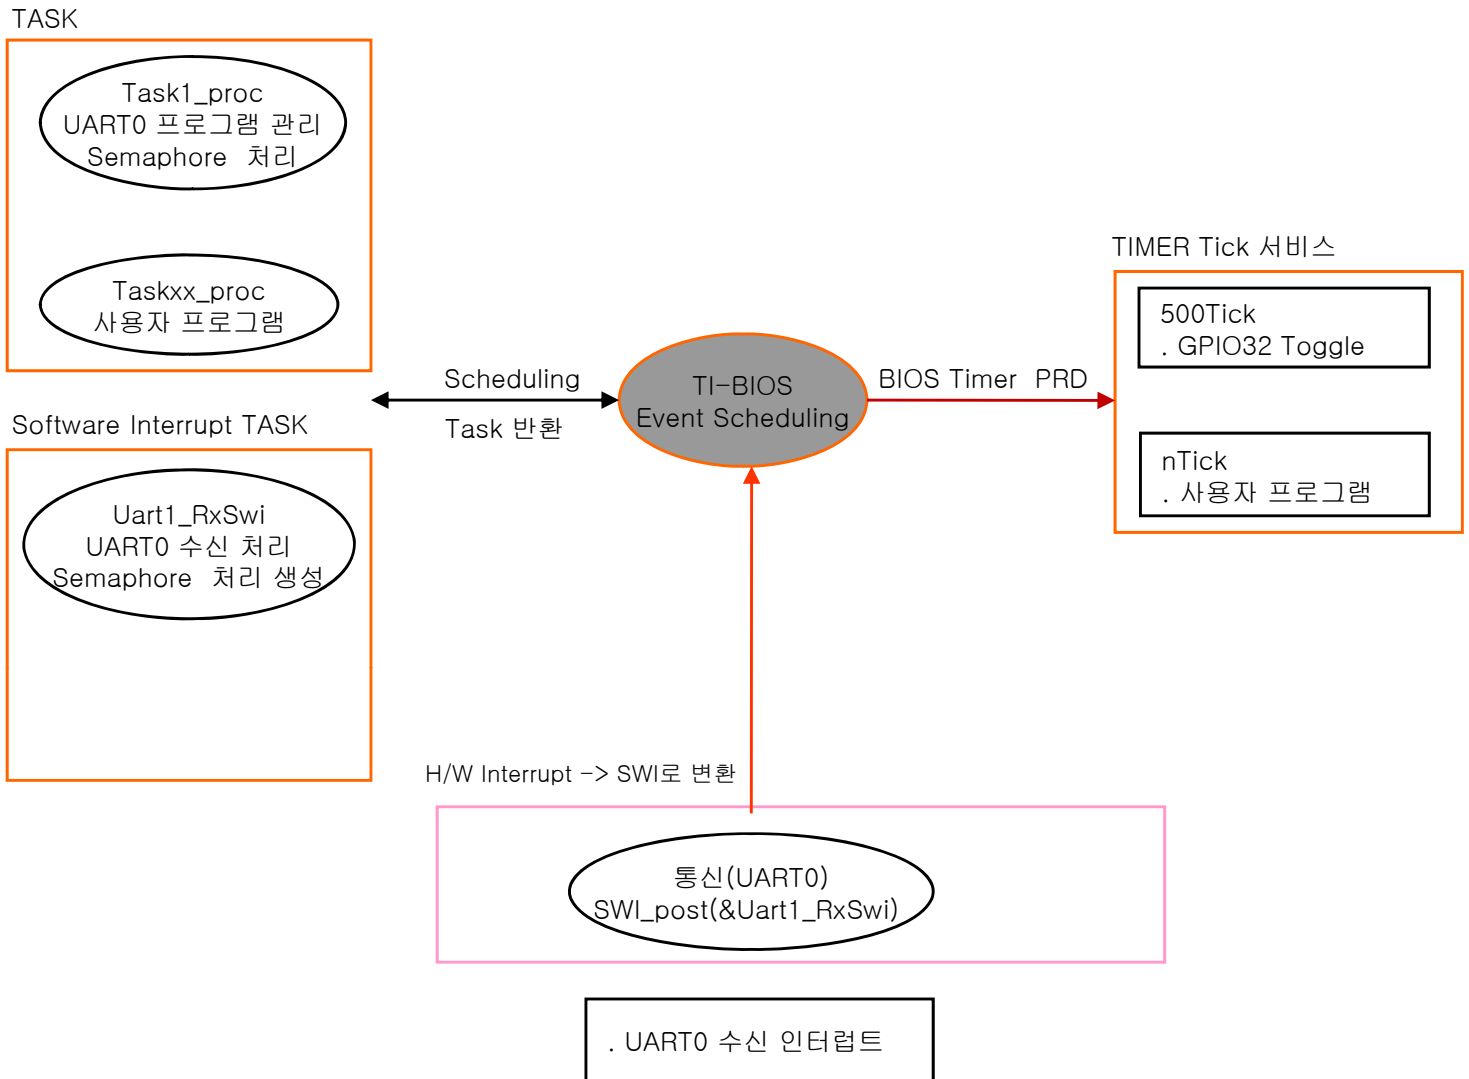 TASK
Task1_proc
UART0 프로그램 관리
Semaphore 처리
Taskxx_proc
사용자 프로그램
Software Interrupt TASK
Uart1_RxSwi
UART0 수신 처리
Semaphore 처리 생성
Scheduling
Task 반환
TI-BIOS
Event Scheduling
BIOS Timer PRD
TIMER Tick 서비스
500Tick
. GPIO32 Toggle
nTick
. 사용자 프로그램
H/W Interrupt -> SWI로 변환
통신(UART0)
SWI_post(&Uart1_RxSwi)
. UART0 수신 인터럽트